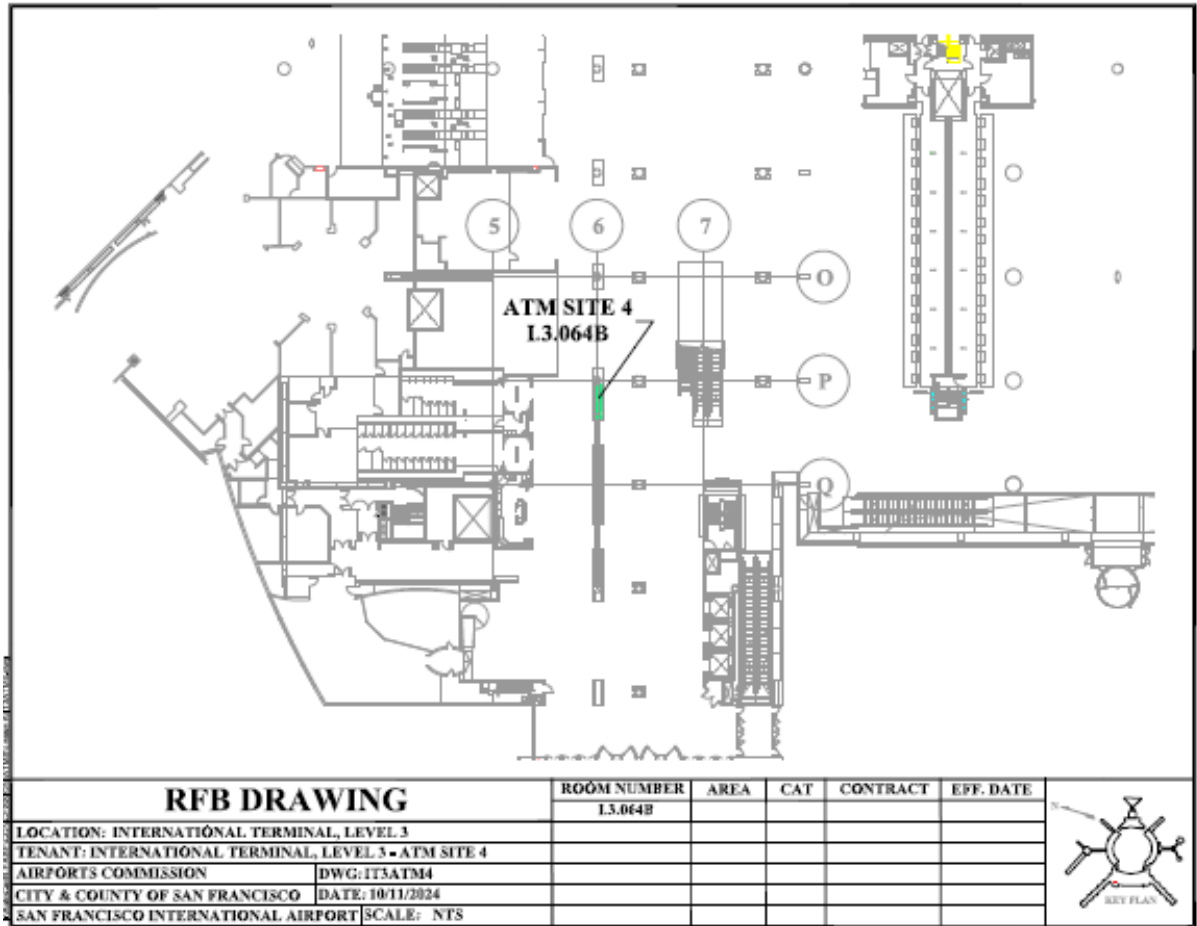 5 6 7
O
ATM SITE 4
L3.064B
P
Q
RFB DRAWING
ROOM NUMBER AREA CAT CONTRACT EFF. DATE
L3.064B
LOCATION: INTERNATIONAL TERMINAL, LEVEL 3
TENANT: INTERNATIONAL TERMINAL, LEVEL 3 - ATM SITE 4
AIRPORTS COMMISSION DWG: IT3ATM4
CITY & COUNTY OF SAN FRANCISCO DATE: 10/11/2024
SAN FRANCISCO INTERNATIONAL AIRPORT SCALE: NTS
N
KEY PLAN